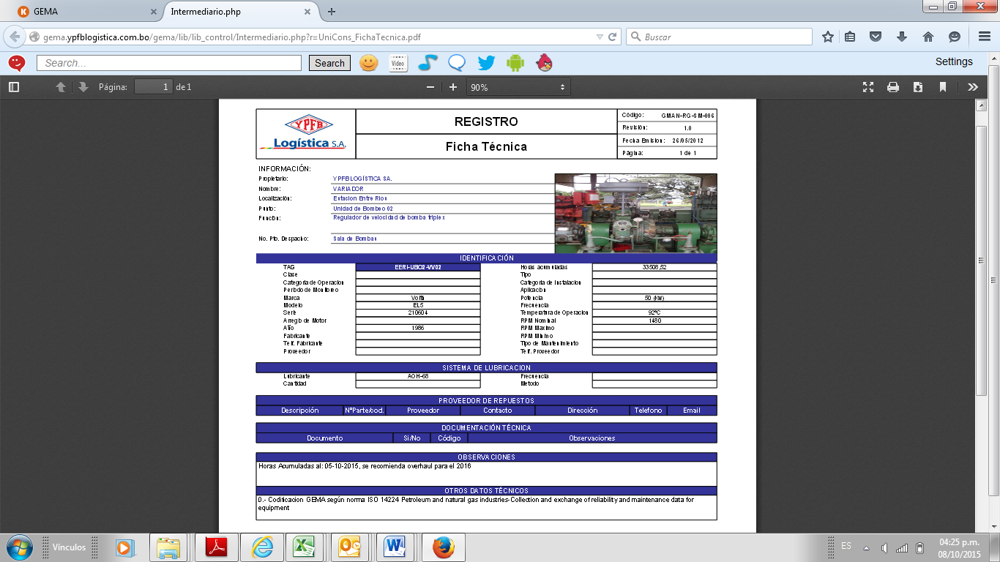 GEMA
Intermediario.php
gema.ypfblogistica.com.bo/gema/lib/lib_control/Intermediario.php?r=UniCons_FichaTecnica.pdf
Buscar
Search...
Search
Video
Settings
Página: 1 de 1
90%
YPFB
Logística S.A.
REGISTRO
Ficha Técnica
Código: GMAN-RG-SM-006
Revisión: 1.0
Fecha Emision: 26/05/2012
Página: 1 de 1
INFORMACIÓN:
Propietario: YPFB LOGÍSTICA SA.
Nombre: VARIADOR
Localización: Estacion Entre Rios
Punto: Unidad de Bombeo 02
Función: Regulador de velocidad de bomba triplex
No. Pto. Despacho: Sala de Bombas
IDENTIFICACIÓN
TAG EERI-UB02-VV02 Horas acumuladas 33508,52
Clase Tipo
Categoria de Operacion Categoria de Instalacion
Periodo de Monitoreo Aplicación
Marca Voith Potencia 50 (kW)
Modelo EL5 Frecuencia
Serie 210604 Temperatura de Operacion 92ºC
Arreglo de Motor RPM Nominal 1480
Año 1986 RPM Maximo
Fabricante RPM Minimo
Telf. Fabricante Tipo de Mantenimiento
Proveedor Telf. Proveedor
SISTEMA DE LUBRICACION
Lubricante AOH-68 Frecuencia
Cantidad Metodo
PROVEEDOR DE REPUESTOS
Descripción NºParte/cod. Proveedor Contacto Dirección Telefono Email
DOCUMENTACIÓN TÉCNICA
Documento Si/No Código Observaciones
OBSERVACIONES
Horas Acumuladas al: 05-10-2015, se recomienda overhaul para el 2016
OTROS DATOS TÉCNICOS
0.- Codificacion GEMA según norma ISO 14224 Petroleum and natural gas industries-Collection and exchange of reliability and maintenance data for
equipment
Vínculos
ES
04:25 p.m.
08/10/2015